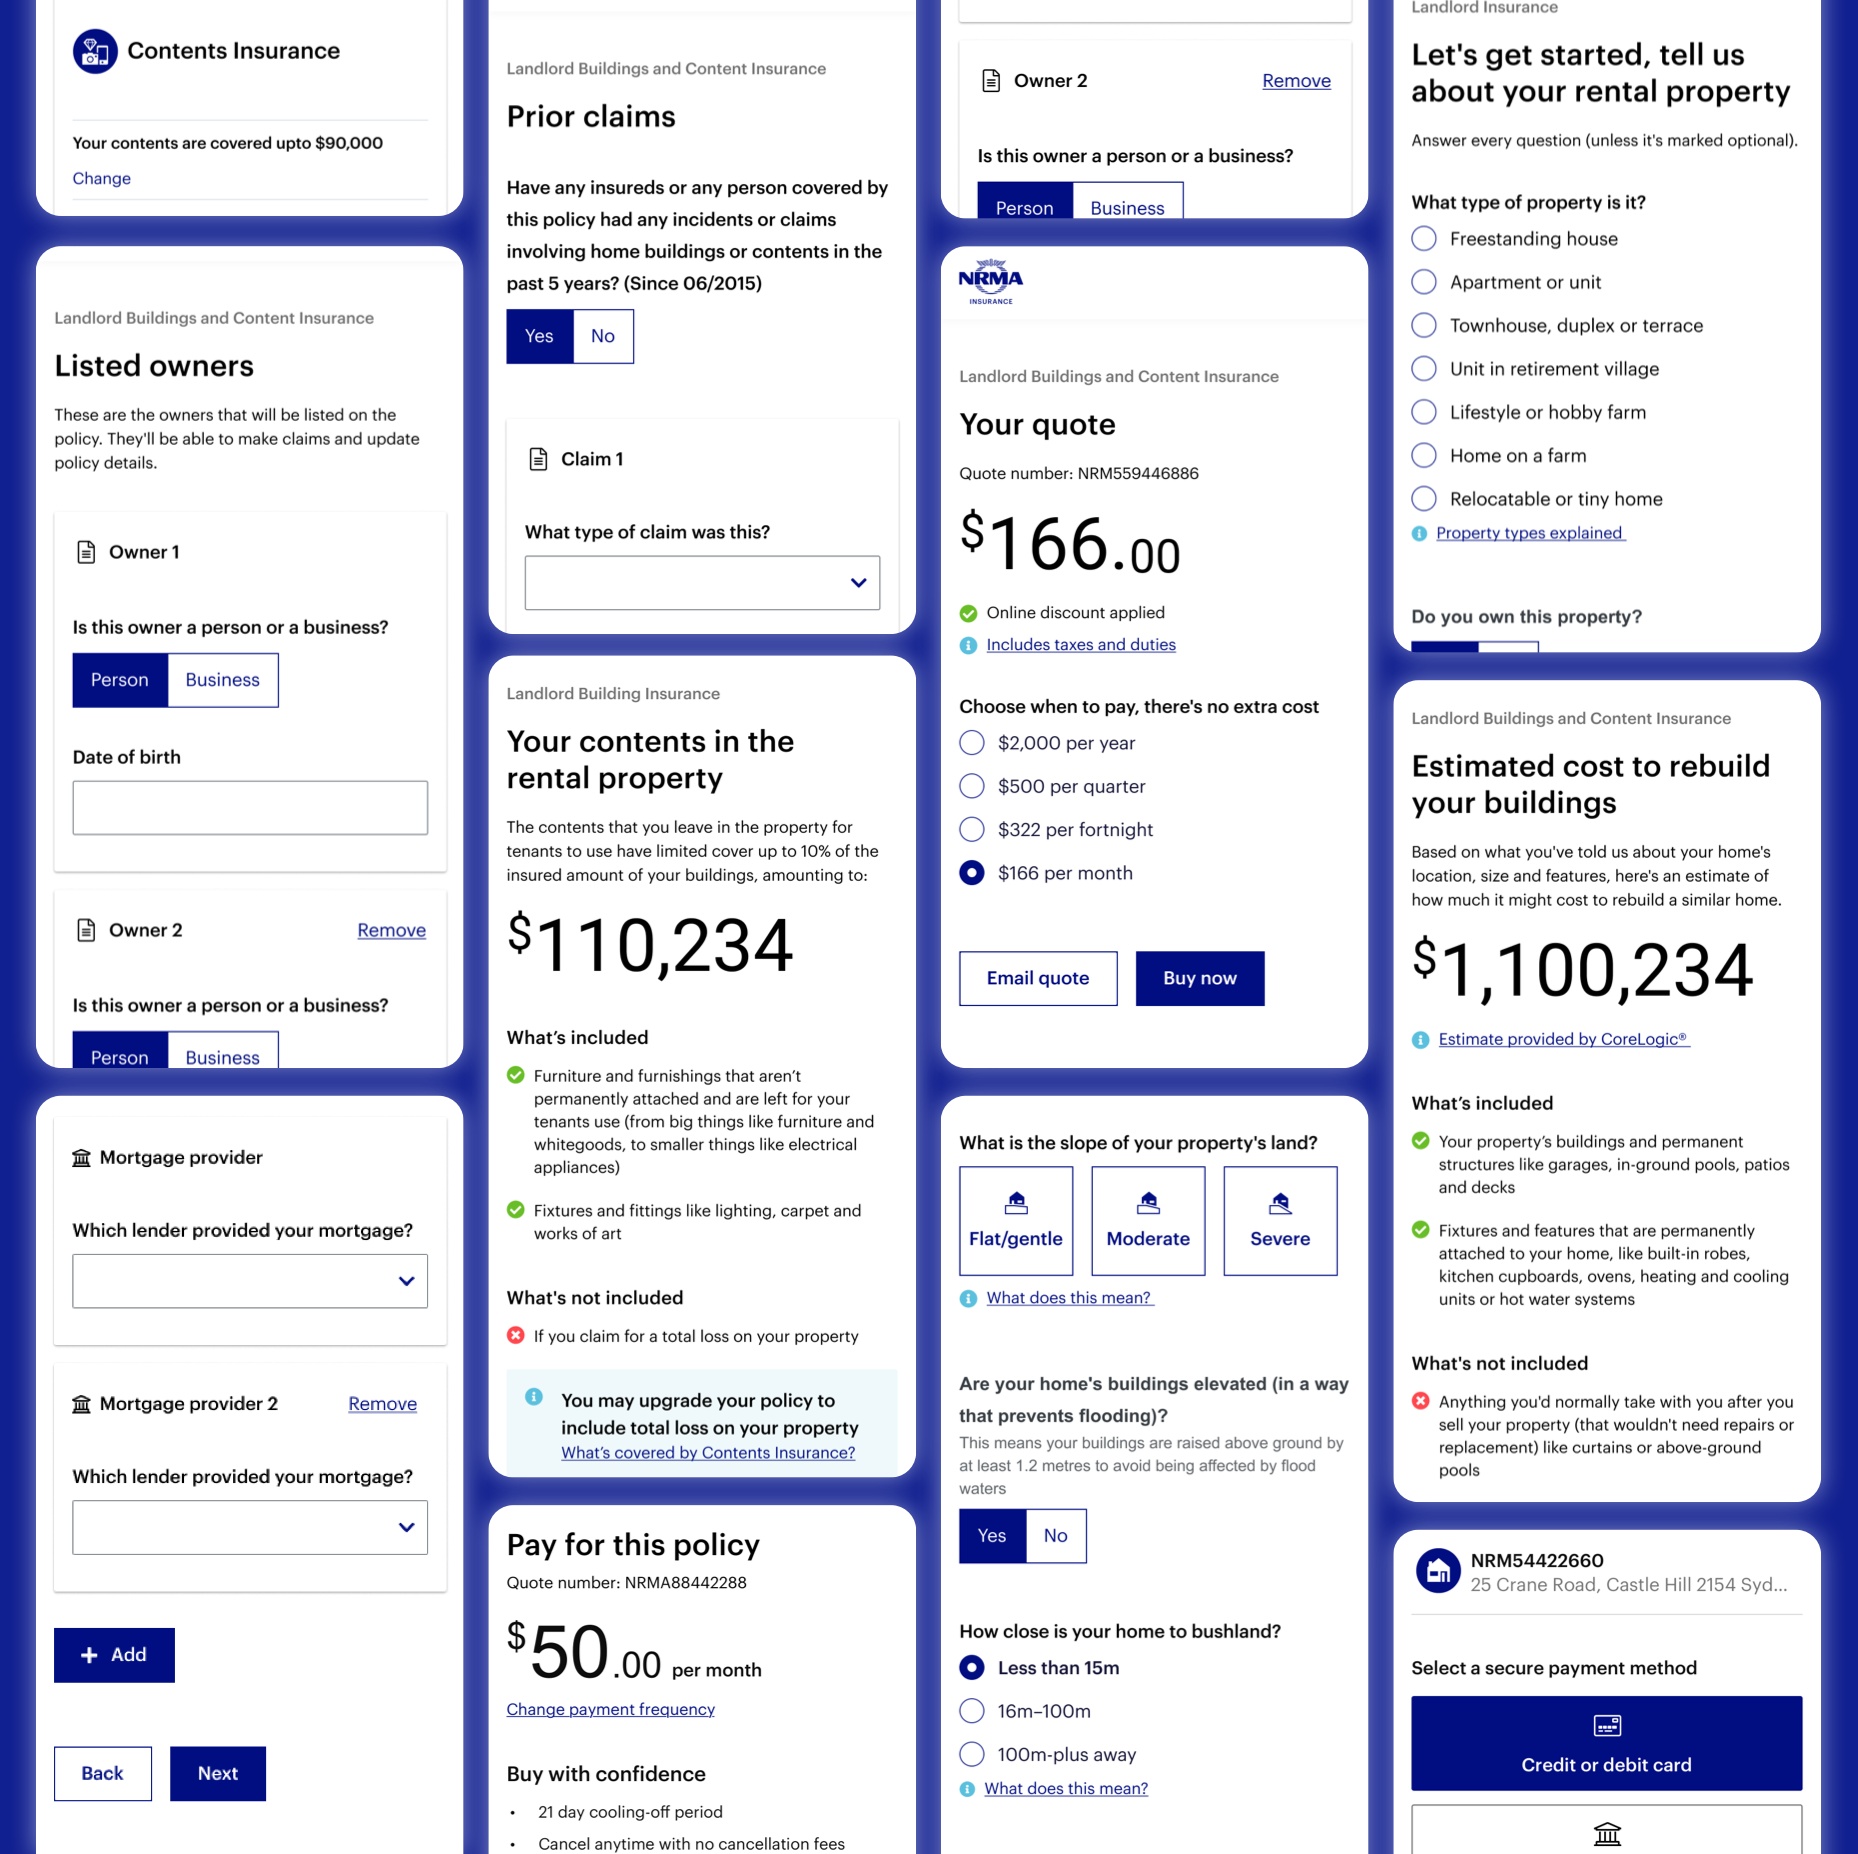 Contents Insurance
Your contents are covered upto $90,000
Change
Landlord Buildings and Content Insurance
Listed owners
These are the owners that will be listed on the
policy. They'll be able to make claims and update
policy details.
Owner 1
Is this owner a person or a business?
Person Business
Date of birth
Owner 2 Remove
Is this owner a person or a business?
Person Business
Mortgage provider
Which lender provided your mortgage?
Mortgage provider 2 Remove
Which lender provided your mortgage?
+ Add
Back Next
Landlord Buildings and Content Insurance
Prior claims
Have any insureds or any person covered by
this policy had any incidents or claims
involving home buildings or contents in the
past 5 years? (Since 06/2015)
Yes No
Claim 1
What type of claim was this?
Landlord Building Insurance
Your contents in the
rental property
The contents that you leave in the property for
tenants to use have limited cover up to 10% of the
insured amount of your buildings, amounting to:
$110,234
What's included
Furniture and furnishings that aren't
permanently attached and are left for your
tenants use (from big things like furniture and
whitegoods, to smaller things like electrical
appliances)
Fixtures and fittings like lighting, carpet and
works of art
What's not included
If you claim for a total loss on your property
You may upgrade your policy to
include total loss on your property
What's covered by Contents Insurance?
Pay for this policy
Quote number: NRMA88442288
$50.00 per month
Change payment frequency
Buy with confidence
• 21 day cooling-off period
• Cancel anytime with no cancellation fees
Owner 2 Remove
Is this owner a person or a business?
Person Business
NRMA
INSURANCE
Landlord Buildings and Content Insurance
Your quote
Quote number: NRM559446886
$166.00
Online discount applied
Includes taxes and duties
Choose when to pay, there's no extra cost
$2,000 per year
$500 per quarter
$322 per fortnight
$166 per month
Email quote Buy now
What is the slope of your property's land?
Flat/gentle Moderate Severe
What does this mean?
Are your home's buildings elevated (in a way
that prevents flooding)?
This means your buildings are raised above ground by
at least 1.2 metres to avoid being affected by flood
waters
Yes No
How close is your home to bushland?
Less than 15m
16m–100m
100m-plus away
What does this mean?
Landlord Insurance
Let's get started, tell us
about your rental property
Answer every question (unless it's marked optional).
What type of property is it?
Freestanding house
Apartment or unit
Townhouse, duplex or terrace
Unit in retirement village
Lifestyle or hobby farm
Home on a farm
Relocatable or tiny home
Property types explained
Do you own this property?
Landlord Buildings and Content Insurance
Estimated cost to rebuild
your buildings
Based on what you've told us about your home's
location, size and features, here's an estimate of
how much it might cost to rebuild a similar home.
$1,100,234
Estimate provided by CoreLogic®
What's included
Your property's buildings and permanent
structures like garages, in-ground pools, patios
and decks
Fixtures and features that are permanently
attached to your home, like built-in robes,
kitchen cupboards, ovens, heating and cooling
units or hot water systems
What's not included
Anything you'd normally take with you after you
sell your property (that wouldn't need repairs or
replacement) like curtains or above-ground
pools
NRM54422660
25 Crane Road, Castle Hill 2154 Syd...
Select a secure payment method
Credit or debit card